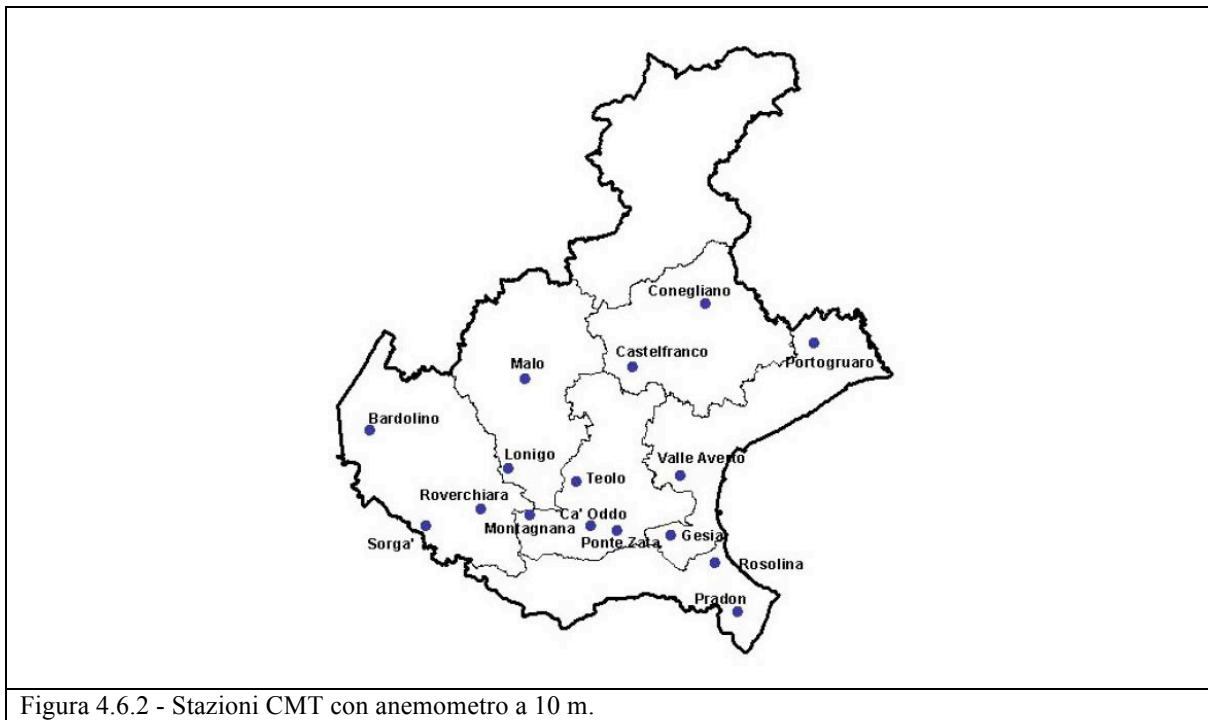 Conegliano
Castelfranco
Portogruaro
Malo
Bardolino
Lonigo
Valle Averto
Teolo
Roverchiara
Ca' Oddo
Montagnana
Ponte Zata
Gesia
Sorga'
Rosolina
Pradon
Figura 4.6.2 - Stazioni CMT con anemometro a 10 m.